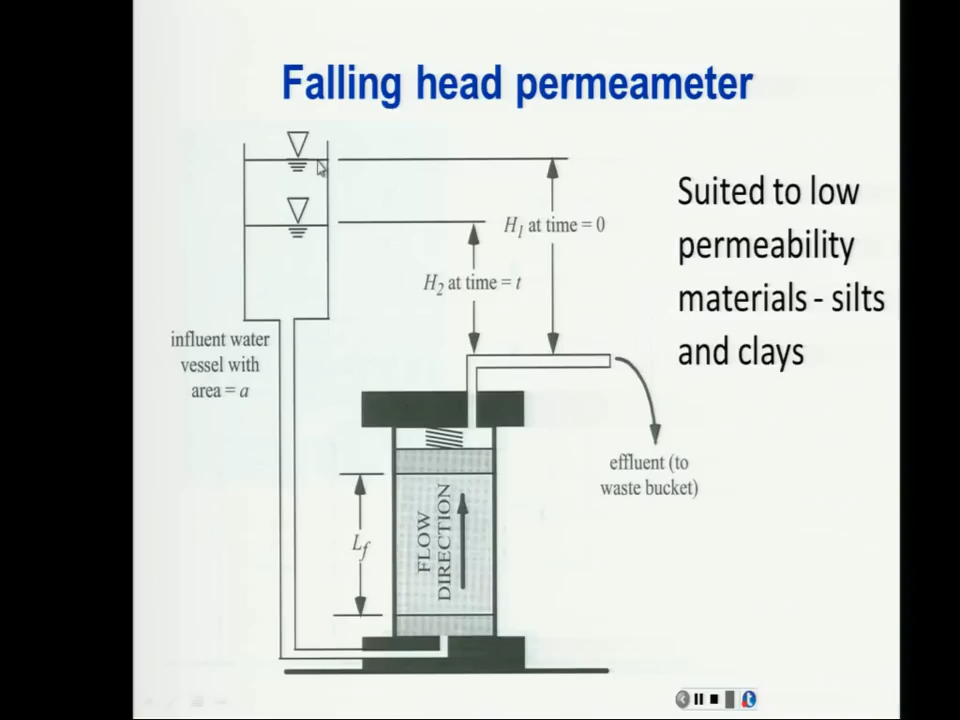 Falling head permeameter
H1 at time = 0
H2 at time = t
Suited to low
permeability
materials - silts
and clays
influent water
vessel with
area = a
effluent (to
waste bucket)
Lf
FLOW
DIRECTION